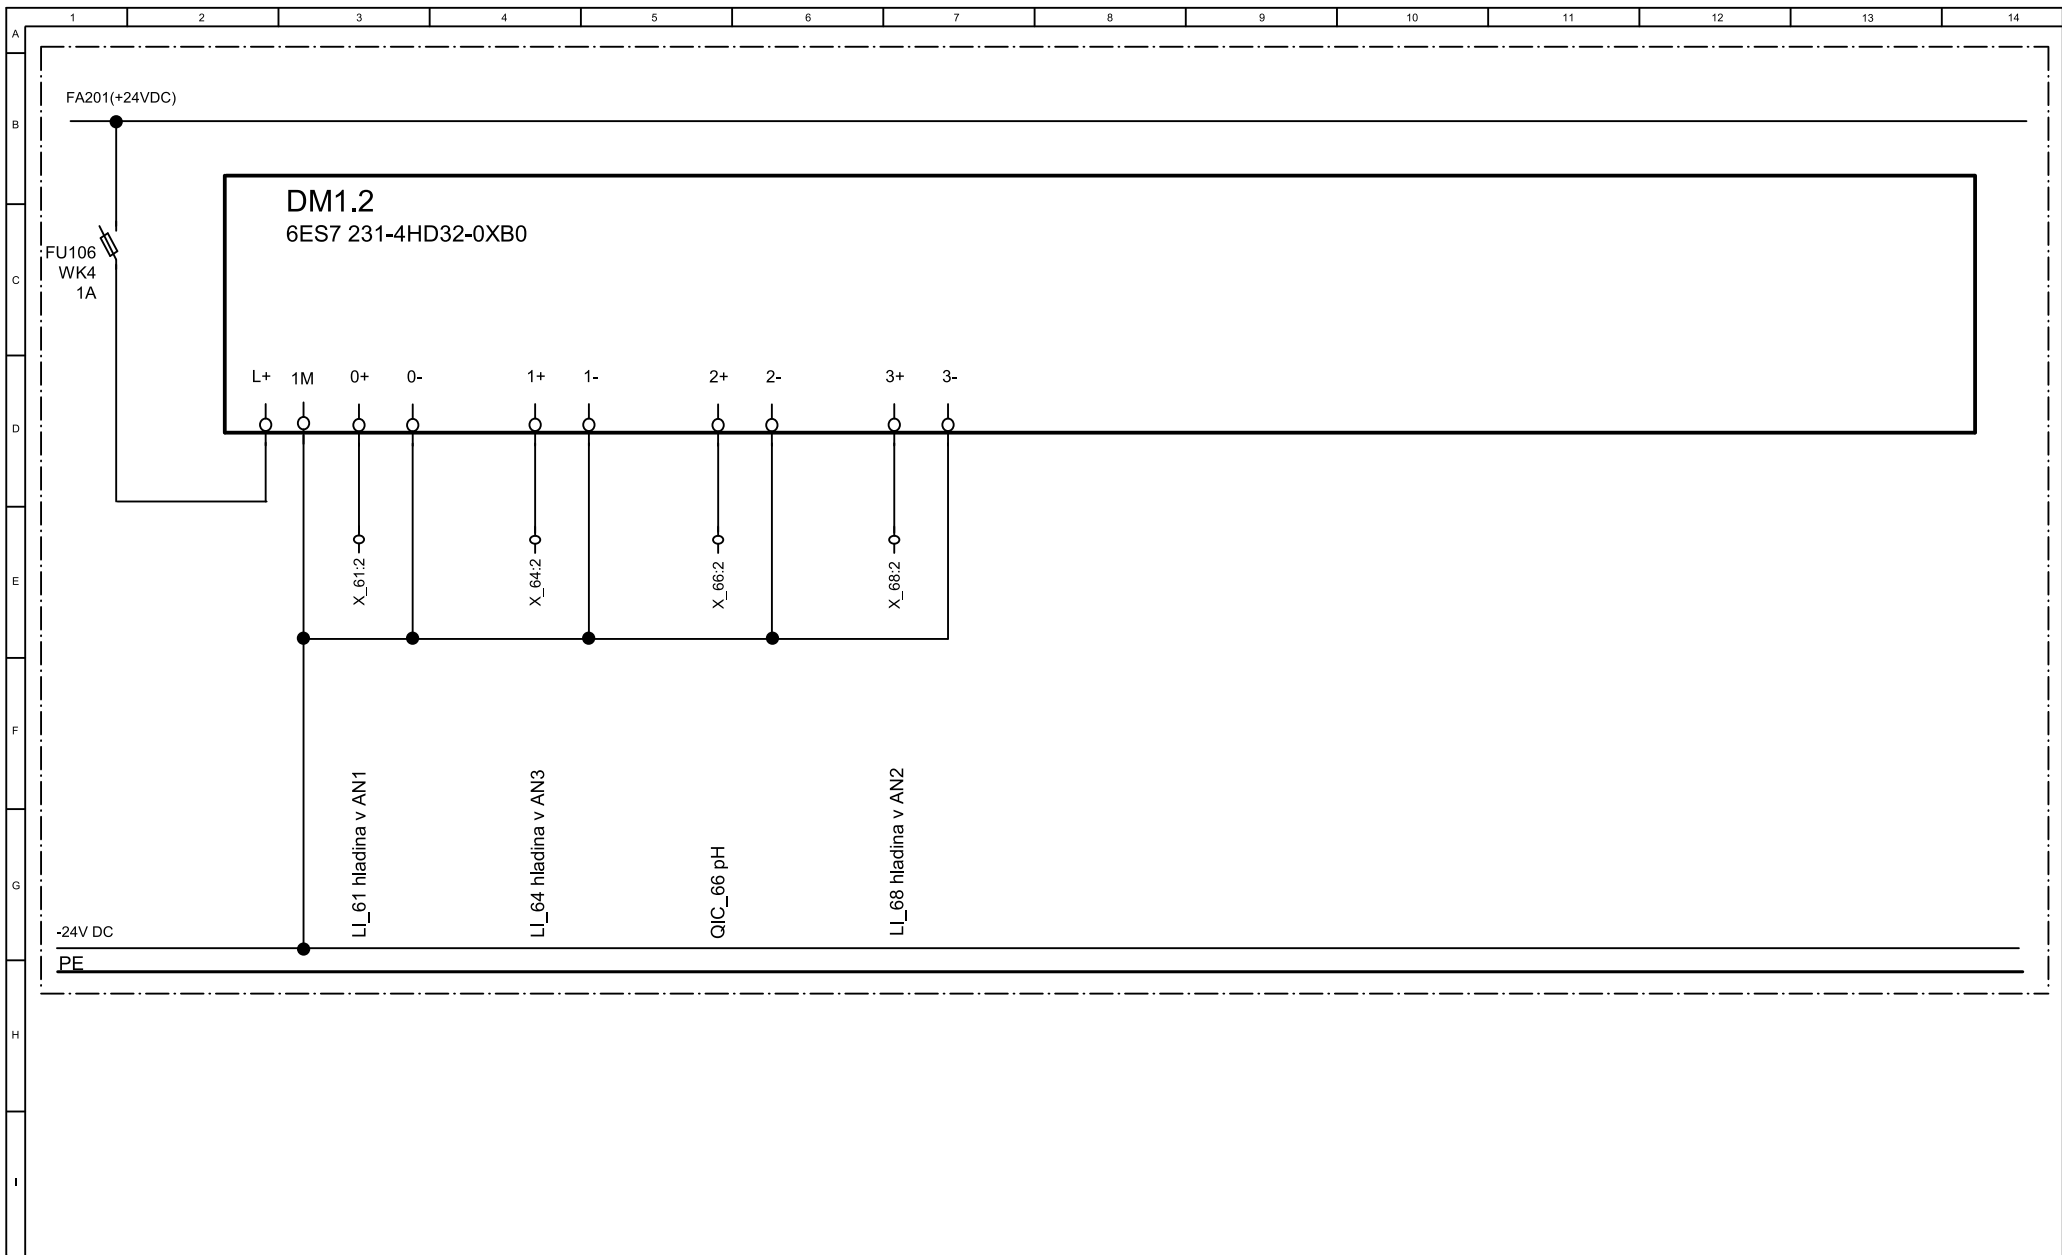 1 2 3 4 5 6 7 8 9 10 11 12 13 14
A
FA201(+24VDC)
B
DM1.2
6ES7 231-4HD32-0XB0
FU106
WK4
1A
C
L+ 1M 0+ 0- 1+ 1- 2+ 2- 3+ 3-
D
X_61:2
X_64:2
X_66:2
X_68:2
E
F
LI_61 hladina v AN1
LI_64 hladina v AN3
QIC_66 pH
LI_68 hladina v AN2
G
-24V DC
PE
H
I